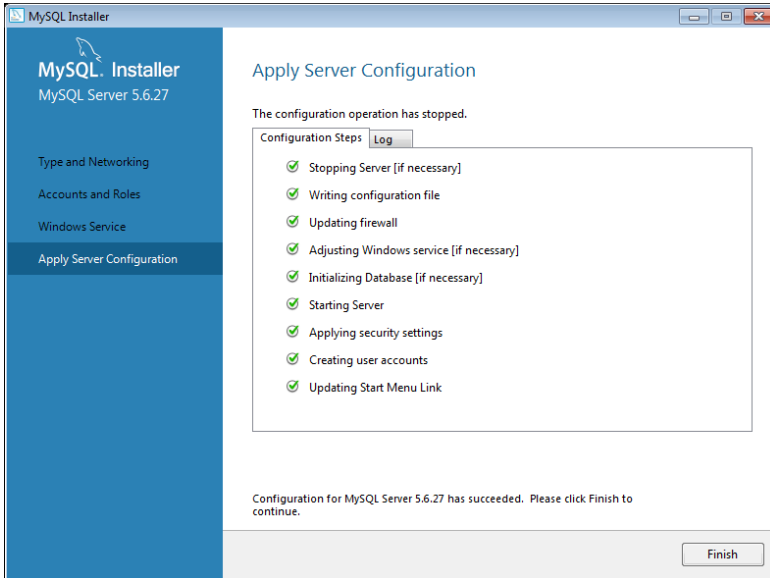 MySQL Installer
MySQL. Installer
MySQL Server 5.6.27
Type and Networking
Accounts and Roles
Windows Service
Apply Server Configuration
Apply Server Configuration
The configuration operation has stopped.
Configuration Steps Log
Stopping Server [if necessary]
Writing configuration file
Updating firewall
Adjusting Windows service [if necessary]
Initializing Database [if necessary]
Starting Server
Applying security settings
Creating user accounts
Updating Start Menu Link
Configuration for MySQL Server 5.6.27 has succeeded. Please click Finish to
continue.
Finish